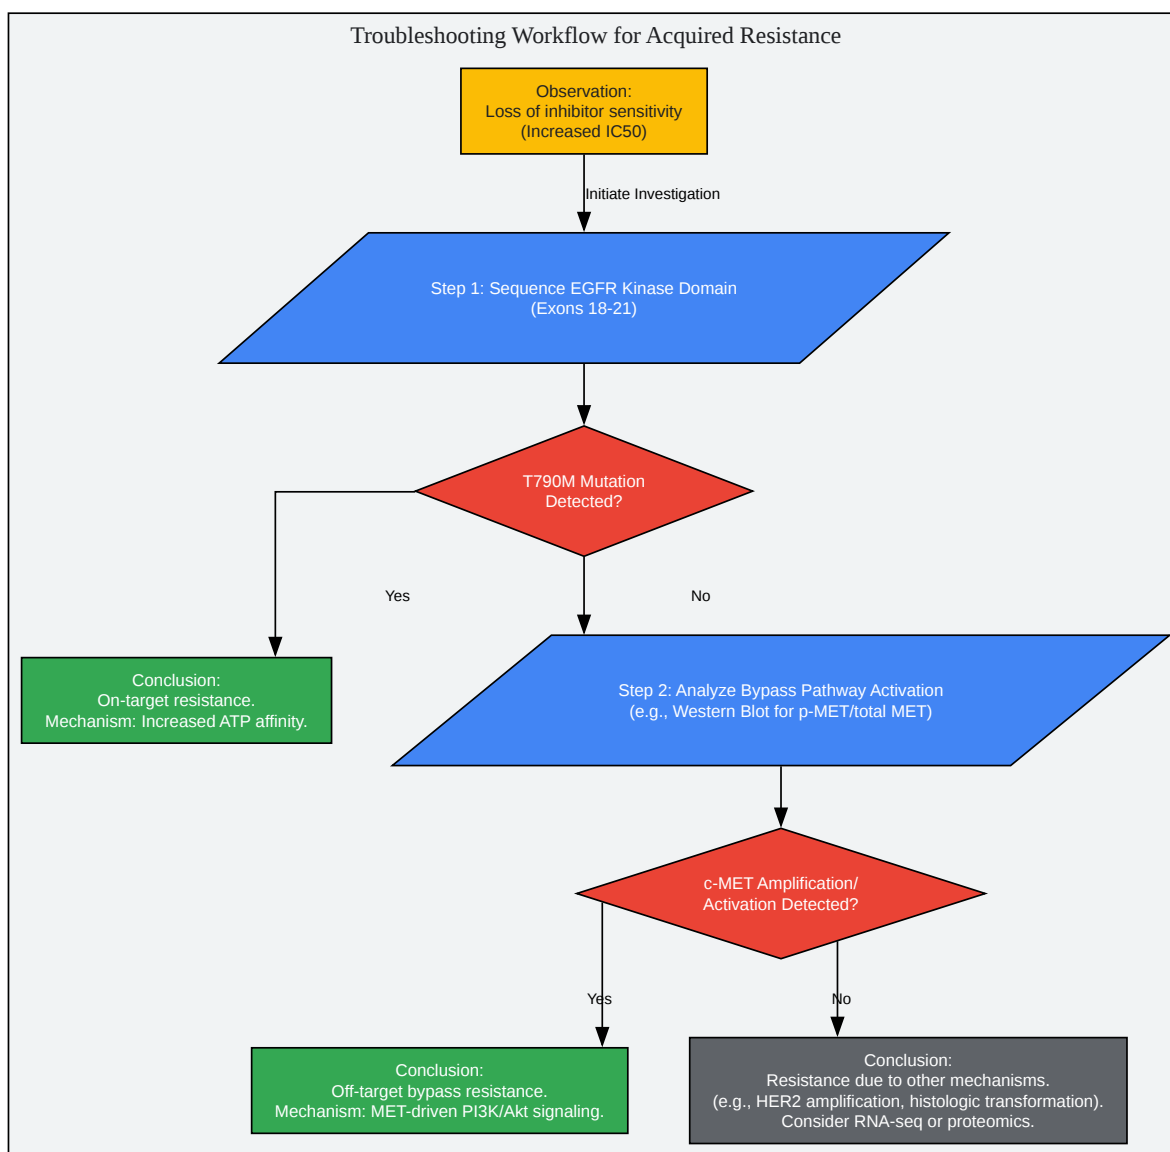 Troubleshooting Workflow for Acquired Resistance
Observation:
Loss of inhibitor sensitivity
(Increased IC50)
Initiate Investigation
Step 1: Sequence EGFR Kinase Domain
(Exons 18-21)
T790M Mutation
Detected?
Yes
No
Conclusion:
On-target resistance.
Mechanism: Increased ATP affinity.
Step 2: Analyze Bypass Pathway Activation
(e.g., Western Blot for p-MET/total MET)
c-MET Amplification/
Activation Detected?
Yes
No
Conclusion:
Off-target bypass resistance.
Mechanism: MET-driven PI3K/Akt signaling.
Conclusion:
Resistance due to other mechanisms.
(e.g., HER2 amplification, histologic transformation).
Consider RNA-seq or proteomics.